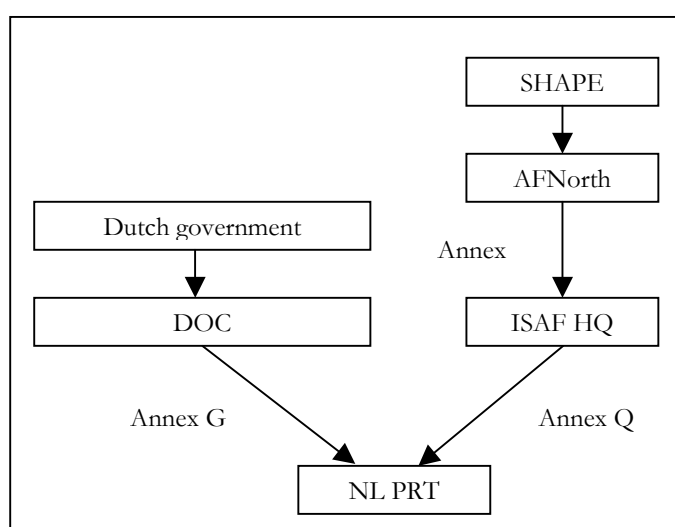 SHAPE
AFNorth
Dutch government
Annex
DOC
ISAF HQ
Annex G
Annex Q
NL PRT